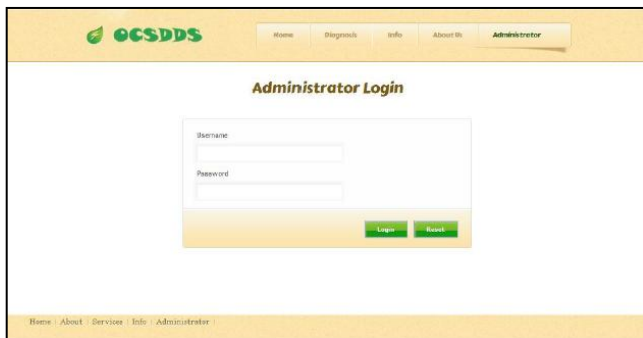 OCSDDS
Home Diagnosis Info About Us Administrator
Administrator Login
Username
Password
Login Reset
Home | About | Services | Info | Administrator |